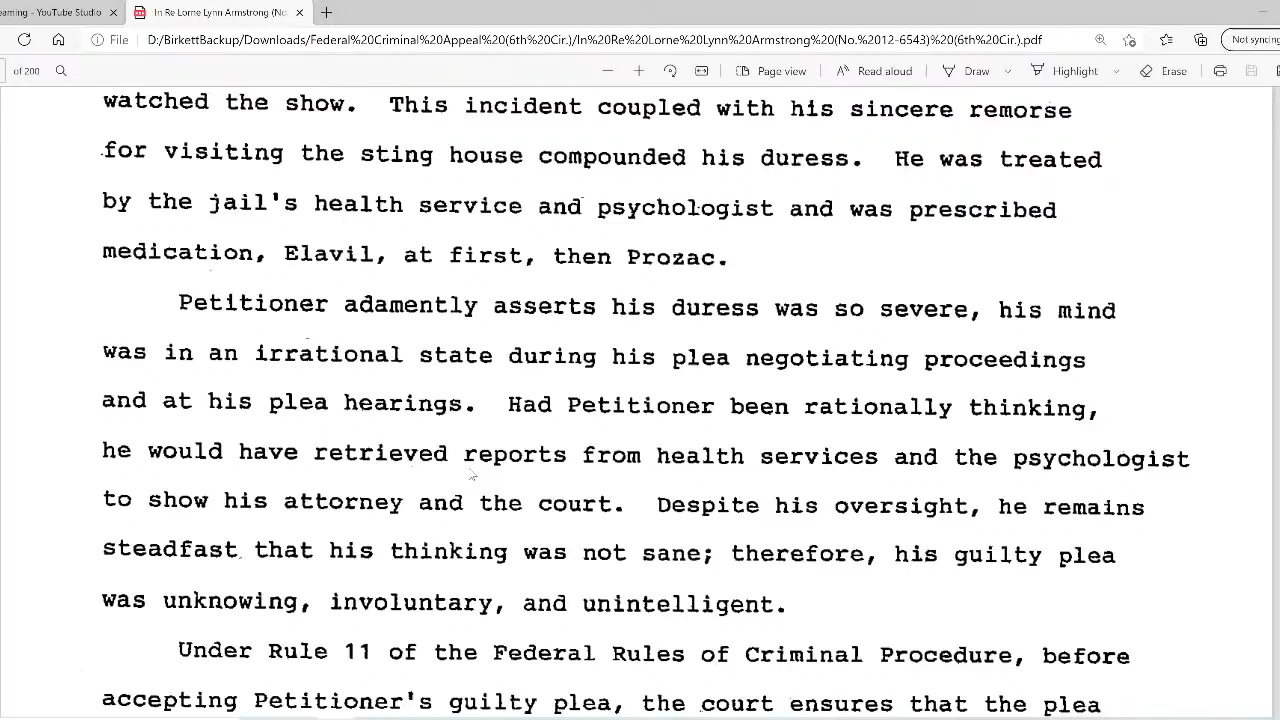 eaming - YouTube Studio
In Re Lorne Lynn Armstrong (No
File D:/BirkettBackup/Downloads/Federal%20Criminal%20Appeal%20(6th%20Cir.)/In%20Re%20Lorne%20Lynn%20Armstrong%20(No.%2012-6543)%20(6th%20Cir.).pdf
Not syncing
of 200 Page view Read aloud Draw Highlight Erase
watched the show. This incident coupled with his sincere remorse
for visiting the sting house compounded his duress. He was treated
by the jail's health service and psychologist and was prescribed
medication, Elavil, at first, then Prozac.
Petitioner adamently asserts his duress was so severe, his mind
was in an irrational state during his plea negotiating proceedings
and at his plea hearings. Had Petitioner been rationally thinking,
he would have retrieved reports from health services and the psychologist
to show his attorney and the court. Despite his oversight, he remains
steadfast that his thinking was not sane; therefore, his guilty plea
was unknowing, involuntary, and unintelligent.
Under Rule 11 of the Federal Rules of Criminal Procedure, before
accepting Petitioner's guilty plea, the court ensures that the plea